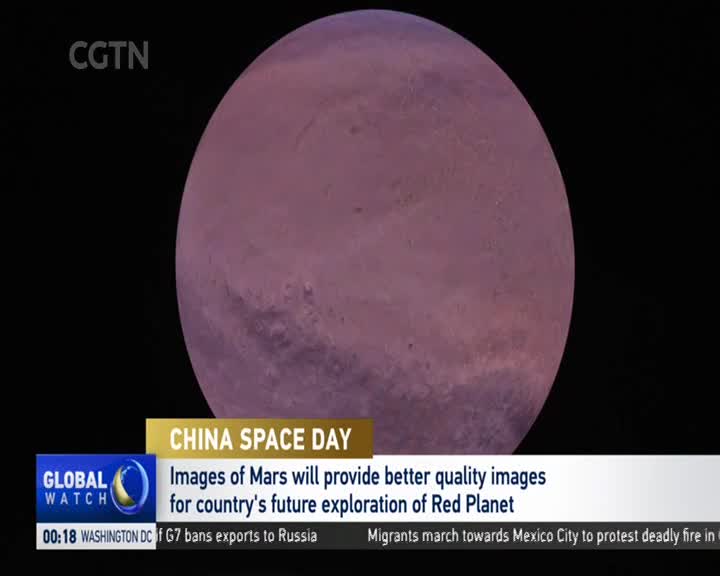 CGTN
CHINA SPACE DAY
GLOBAL WATCH
Images of Mars will provide better quality images
for country's future exploration of Red Planet
00:18 WASHINGTON DC
if G7 bans exports to Russia
Migrants march towards Mexico City to protest deadly fire in